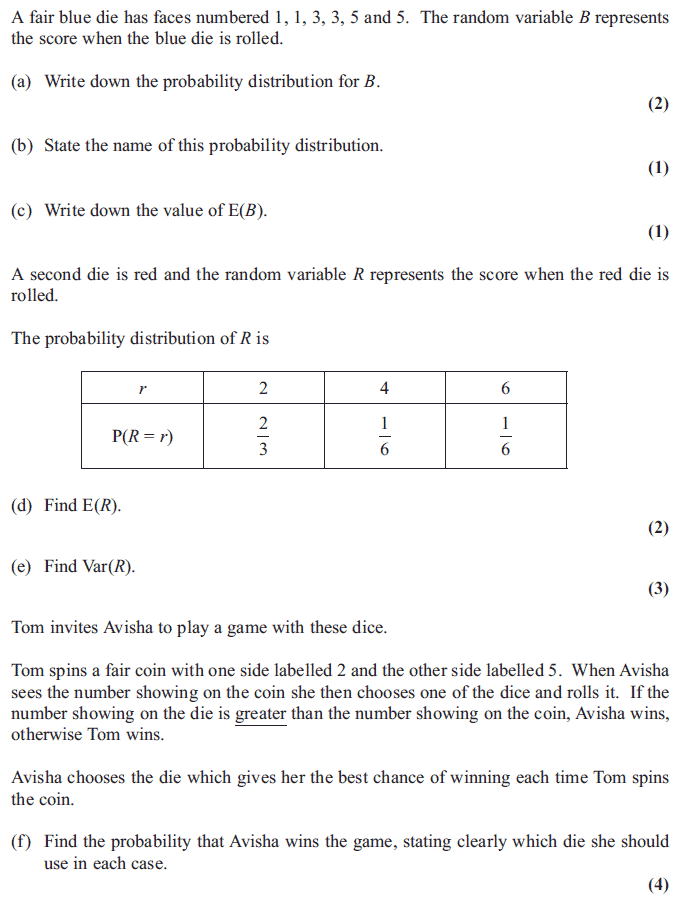 A fair blue die has faces numbered 1, 1, 3, 3, 5 and 5. The random variable B represents
the score when the blue die is rolled.
(a) Write down the probability distribution for B.
(2)
(b) State the name of this probability distribution.
(1)
(c) Write down the value of E(B).
(1)
A second die is red and the random variable R represents the score when the red die is
rolled.
The probability distribution of R is
r 2 4 6
P(R = r) 2/3 1/6 1/6
(d) Find E(R).
(2)
(e) Find Var(R).
(3)
Tom invites Avisha to play a game with these dice.
Tom spins a fair coin with one side labelled 2 and the other side labelled 5. When Avisha
sees the number showing on the coin she then chooses one of the dice and rolls it. If the
number showing on the die is greater than the number showing on the coin, Avisha wins,
otherwise Tom wins.
Avisha chooses the die which gives her the best chance of winning each time Tom spins
the coin.
(f) Find the probability that Avisha wins the game, stating clearly which die she should
use in each case.
(4)